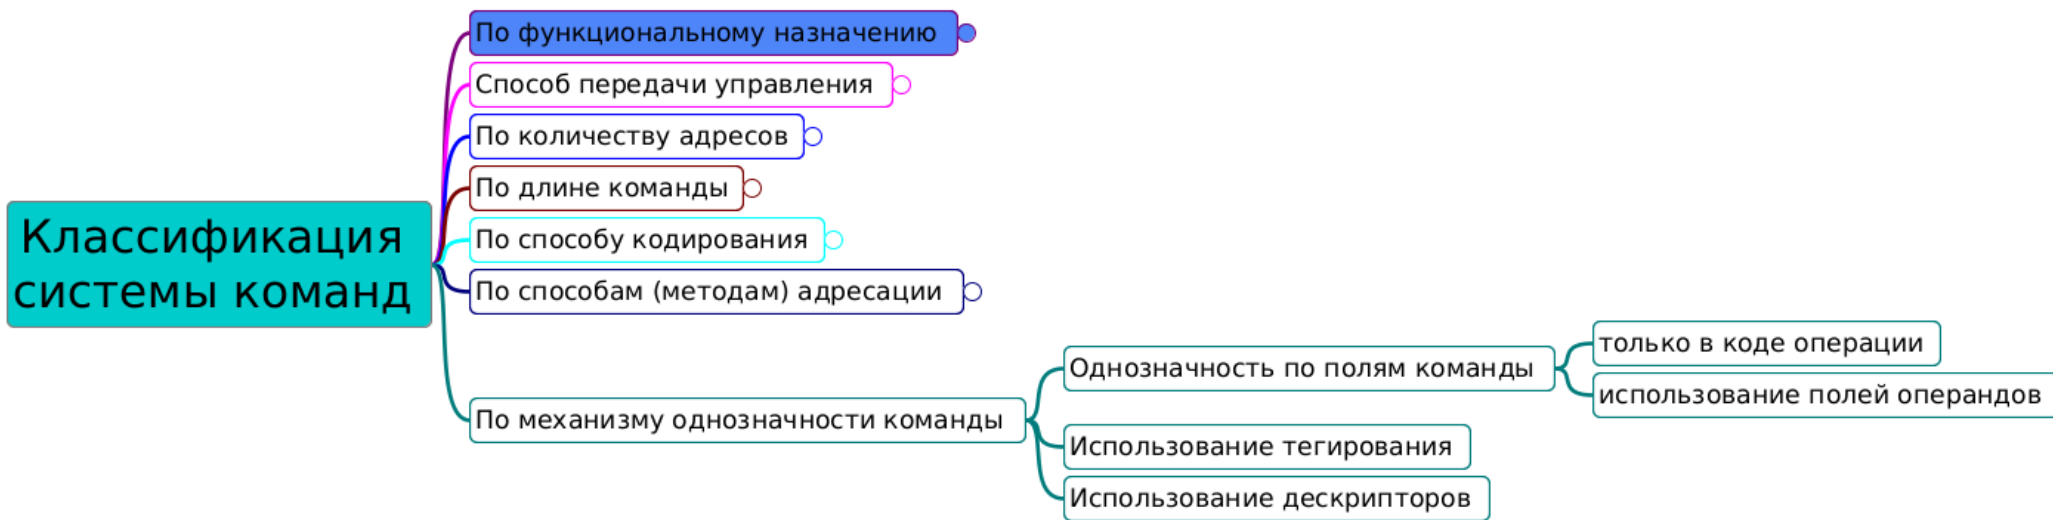 Классификация
системы команд
По функциональному назначению
Способ передачи управления
По количеству адресов
По длине команды
По способу кодирования
По способам (методам) адресации
По механизму однозначности команды
Однозначность по полям команды
только в коде операции
использование полей операндов
Использование тегирования
Использование дескрипторов